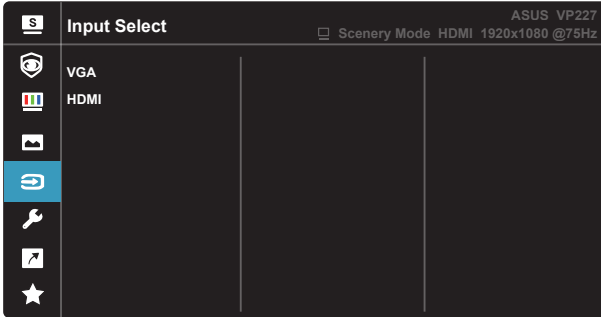 S
Input Select
ASUS VP227
Scenery Mode HDMI 1920x1080 @75Hz
VGA
HDMI